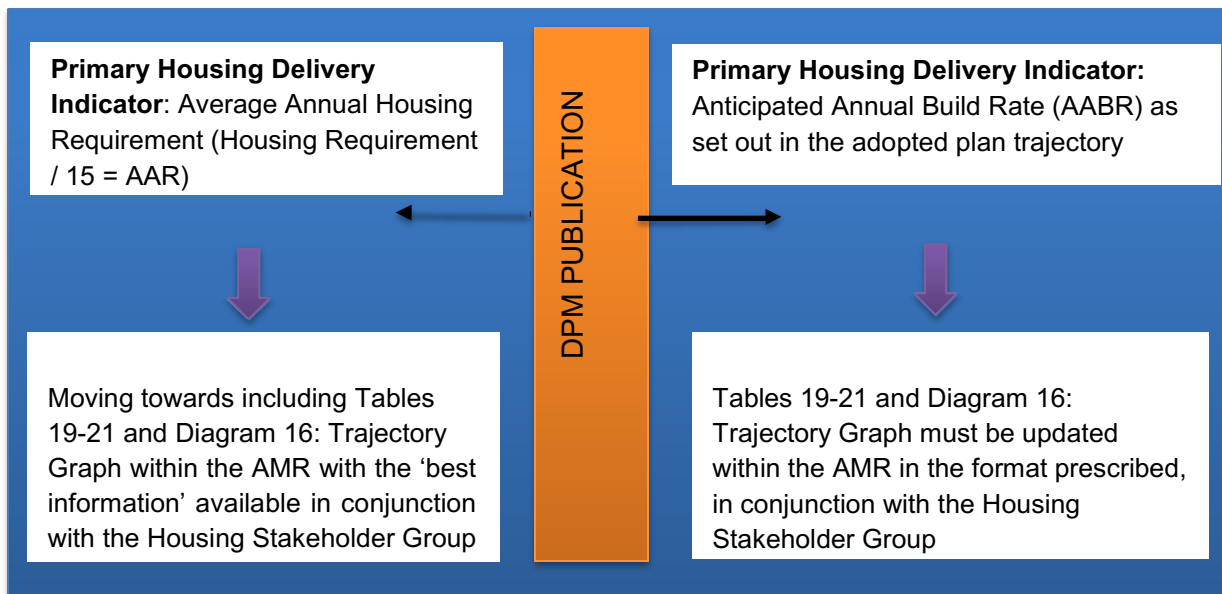 Primary Housing Delivery
Indicator: Average Annual Housing
Requirement (Housing Requirement
/ 15 = AAR)
Moving towards including Tables
19-21 and Diagram 16: Trajectory
Graph within the AMR with the ‘best
information’ available in conjunction
with the Housing Stakeholder Group
DPM PUBLICATION
Primary Housing Delivery Indicator:
Anticipated Annual Build Rate (AABR) as
set out in the adopted plan trajectory
Tables 19-21 and Diagram 16:
Trajectory Graph must be updated
within the AMR in the format prescribed,
in conjunction with the Housing
Stakeholder Group